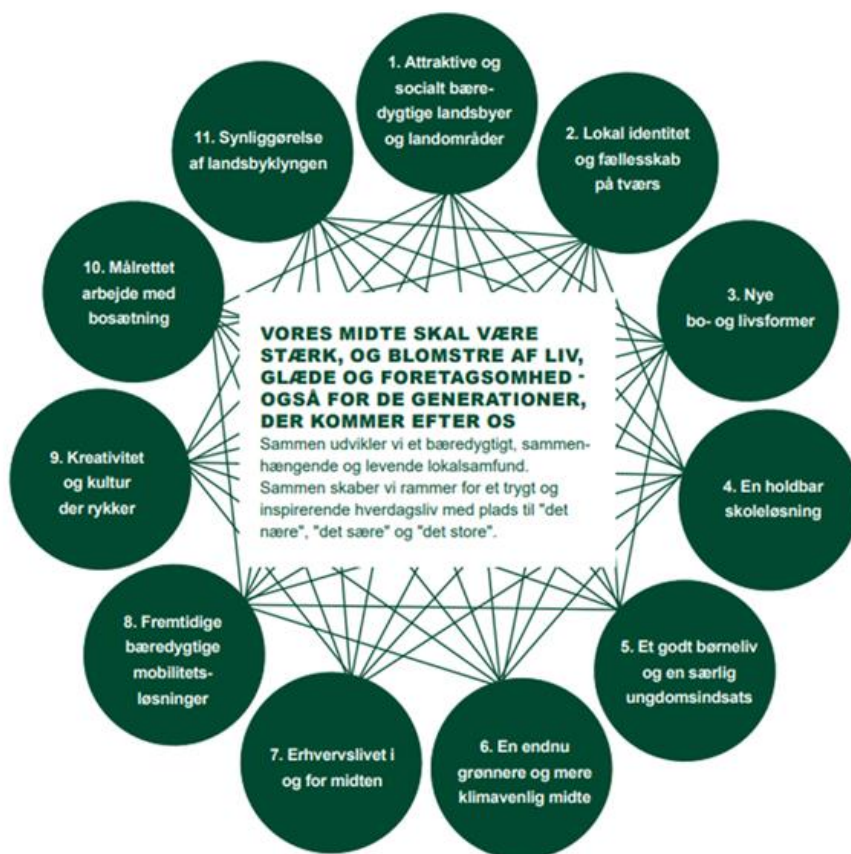 1. Attraktive og
socialt bære-
dygtige landsbyer
og landområder
2. Lokal identitet
og fællesskab
på tværs
3. Nye
bo- og livsformer
4. En holdbar
skoleløsning
5. Et godt børneliv
og en særlig
ungdomsindsats
6. En endnu
grønnere og mere
klimavenlig midte
7. Erhvervslivet i
og for midten
8. Fremtidige
bæredygtige
mobilitets-
løsninger
9. Kreativitet
og kultur
der rykker
10. Målrettet
arbejde med
bosætning
11. Synliggørelse
af landsbyklyngen
VORES MIDTE SKAL VÆRE
STÆRK, OG BLOMSTRE AF LIV,
GLÆDE OG FORETAGSOMHED -
OGSÅ FOR DE GENERATIONER,
DER KOMMER EFTER OS
Sammen udvikler vi et bæredygtigt, sammen-
hængende og levende lokalsamfund.
Sammen skaber vi rammer for et trygt og
inspirerende hverdagsliv med plads til "det
nære", "det sære" og "det store".